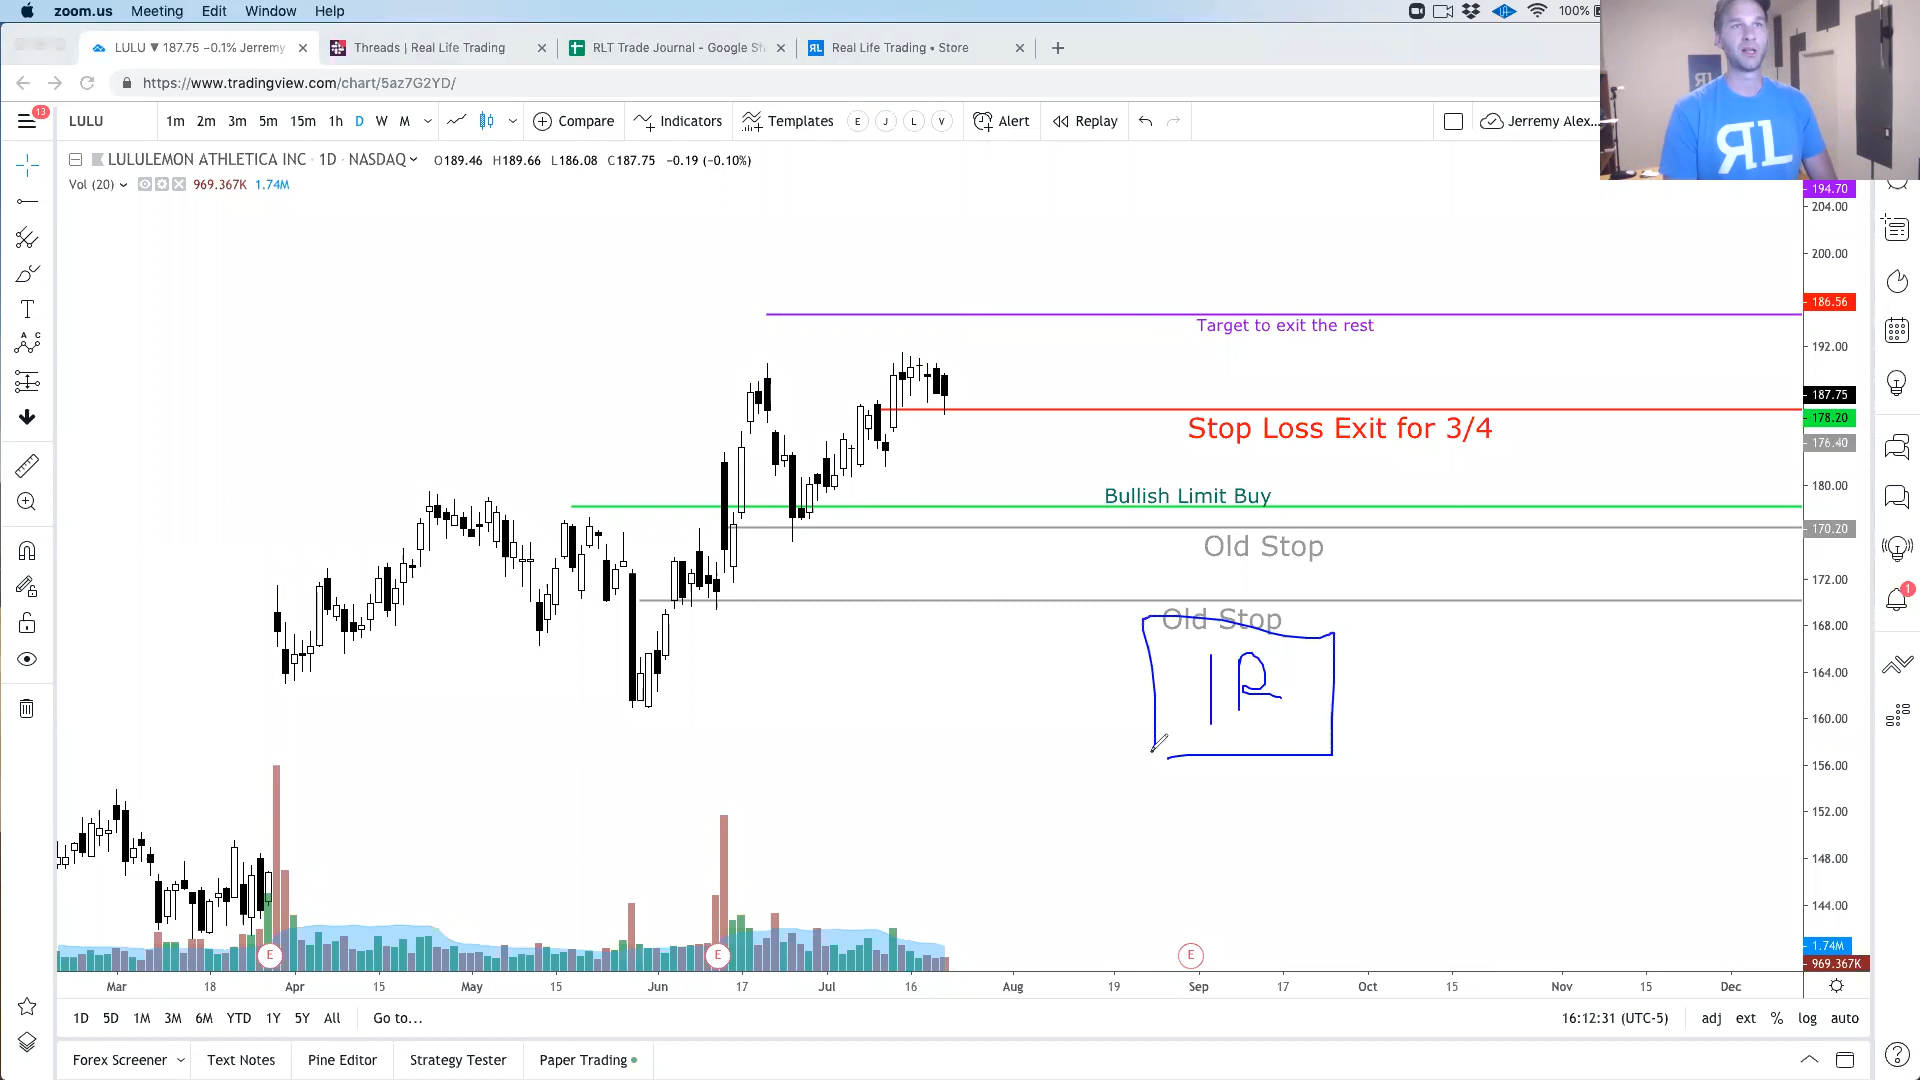 zoom.us Meeting Edit Window Help 100%
LULU ▼ 187.75 −0.1% Jerremy × Threads | Real Life Trading × RLT Trade Journal - Google Sh × Real Life Trading • Store × +
https://www.tradingview.com/chart/5az7G2YD/
13
LULU 1m 2m 3m 5m 15m 1h D W M Compare Indicators Templates E J L V Alert Replay Jerremy Alex...
RL
LULULEMON ATHLETICA INC · 1D · NASDAQ O189.46 H189.66 L186.08 C187.75 −0.19 (−0.10%)
Vol (20) 969.367K 1.74M
194.70
204.00
200.00
186.56
Target to exit the rest
192.00
187.75
178.20
Stop Loss Exit for 3/4
176.40
180.00
Bullish Limit Buy
170.20
Old Stop
172.00
1
Old Stop
168.00
1R
164.00
160.00
156.00
152.00
148.00
144.00
1.74M
E E E
969.367K
Mar 18 Apr 15 May 15 Jun 17 Jul 16 Aug 19 Sep 17 Oct 15 Nov 15 Dec
1D 5D 1M 3M 6M YTD 1Y 5Y All Go to... 16:12:31 (UTC-5) adj ext % log auto
Forex Screener Text Notes Pine Editor Strategy Tester Paper Trading